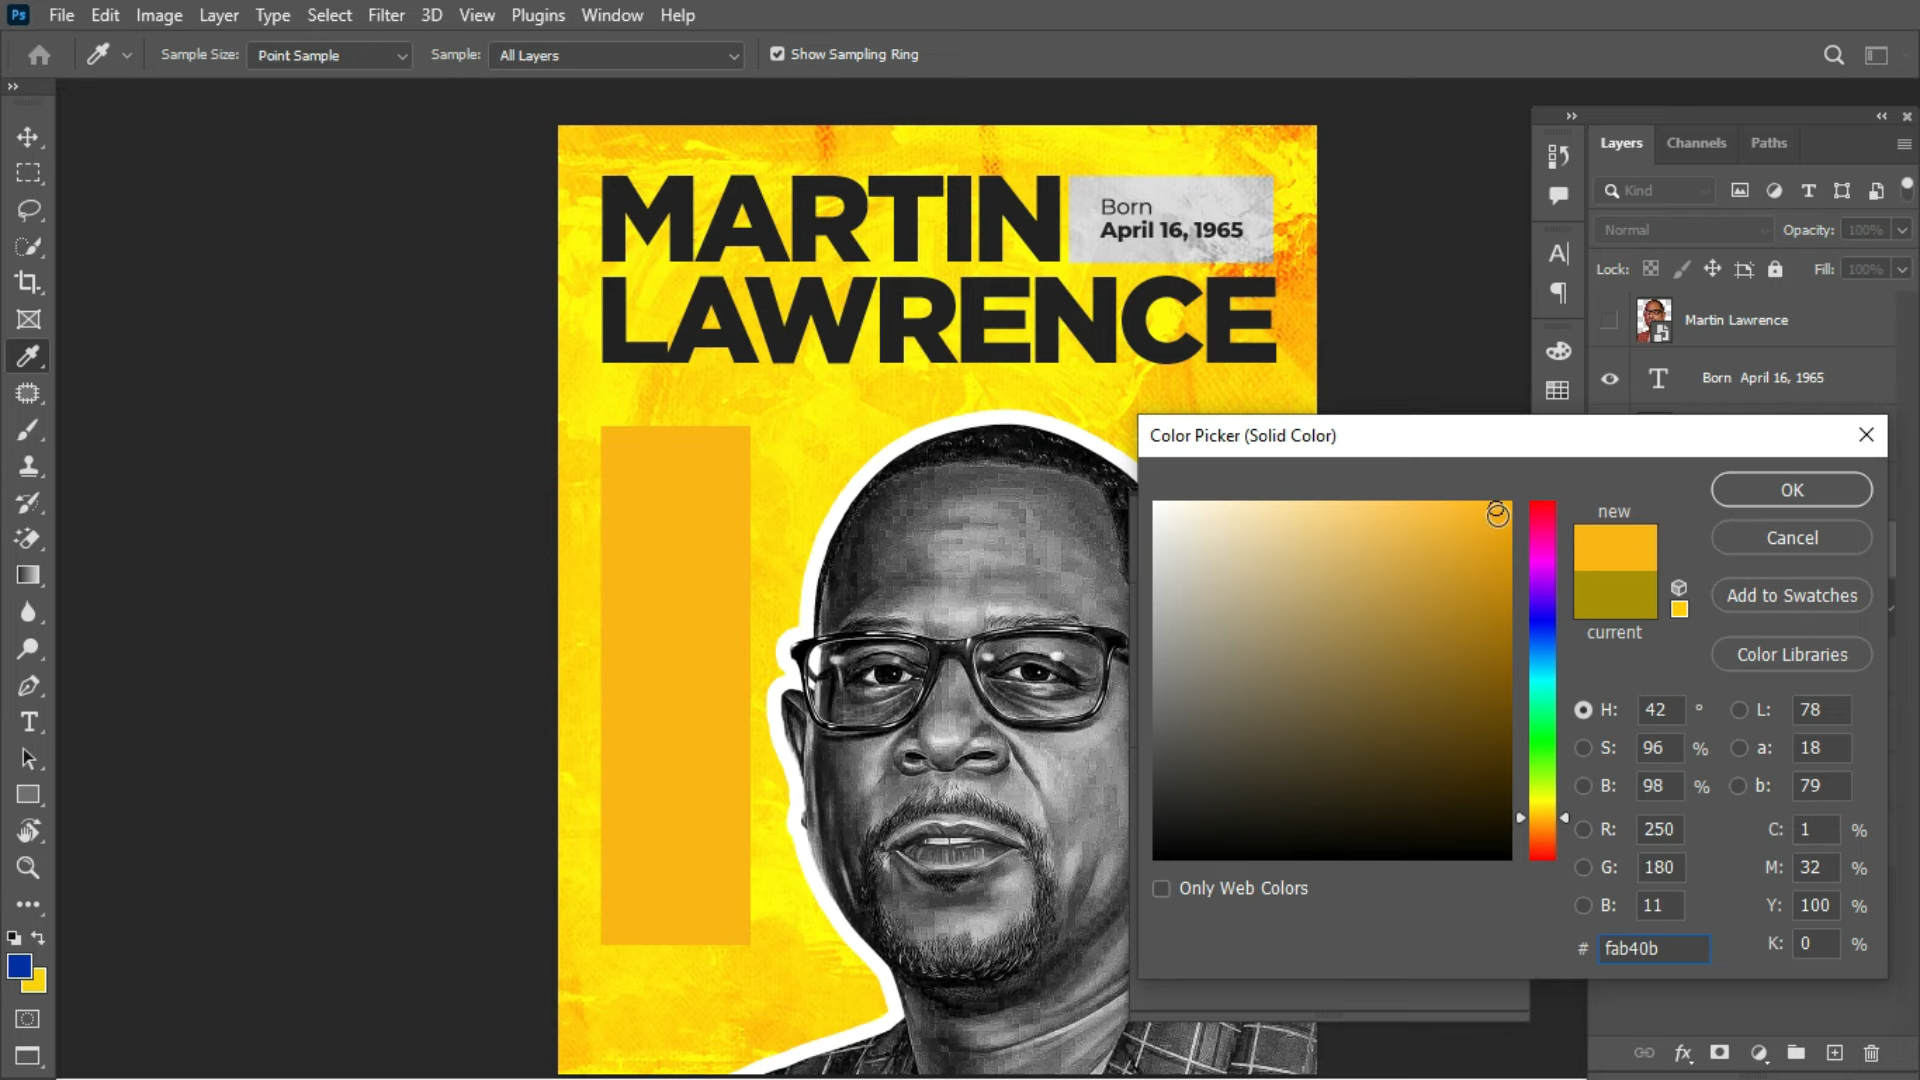 Ps File Edit Image Layer Type Select Filter 3D View Plugins Window Help
Sample Size: Point Sample Sample: All Layers Show Sampling Ring
Layers Channels Paths
Kind
Normal Opacity: 100%
Lock: Fill: 100%
Martin Lawrence
T Born April 16, 1965
MARTIN
Born
April 16, 1965
LAWRENCE
Color Picker (Solid Color)
OK
new
Cancel
Add to Swatches
current
Color Libraries
H: 42 ° L: 78
S: 96 % a: 18
B: 98 % b: 79
R: 250 C: 1 %
G: 180 M: 32 %
Only Web Colors
B: 11 Y: 100 %
# fab40b K: 0 %